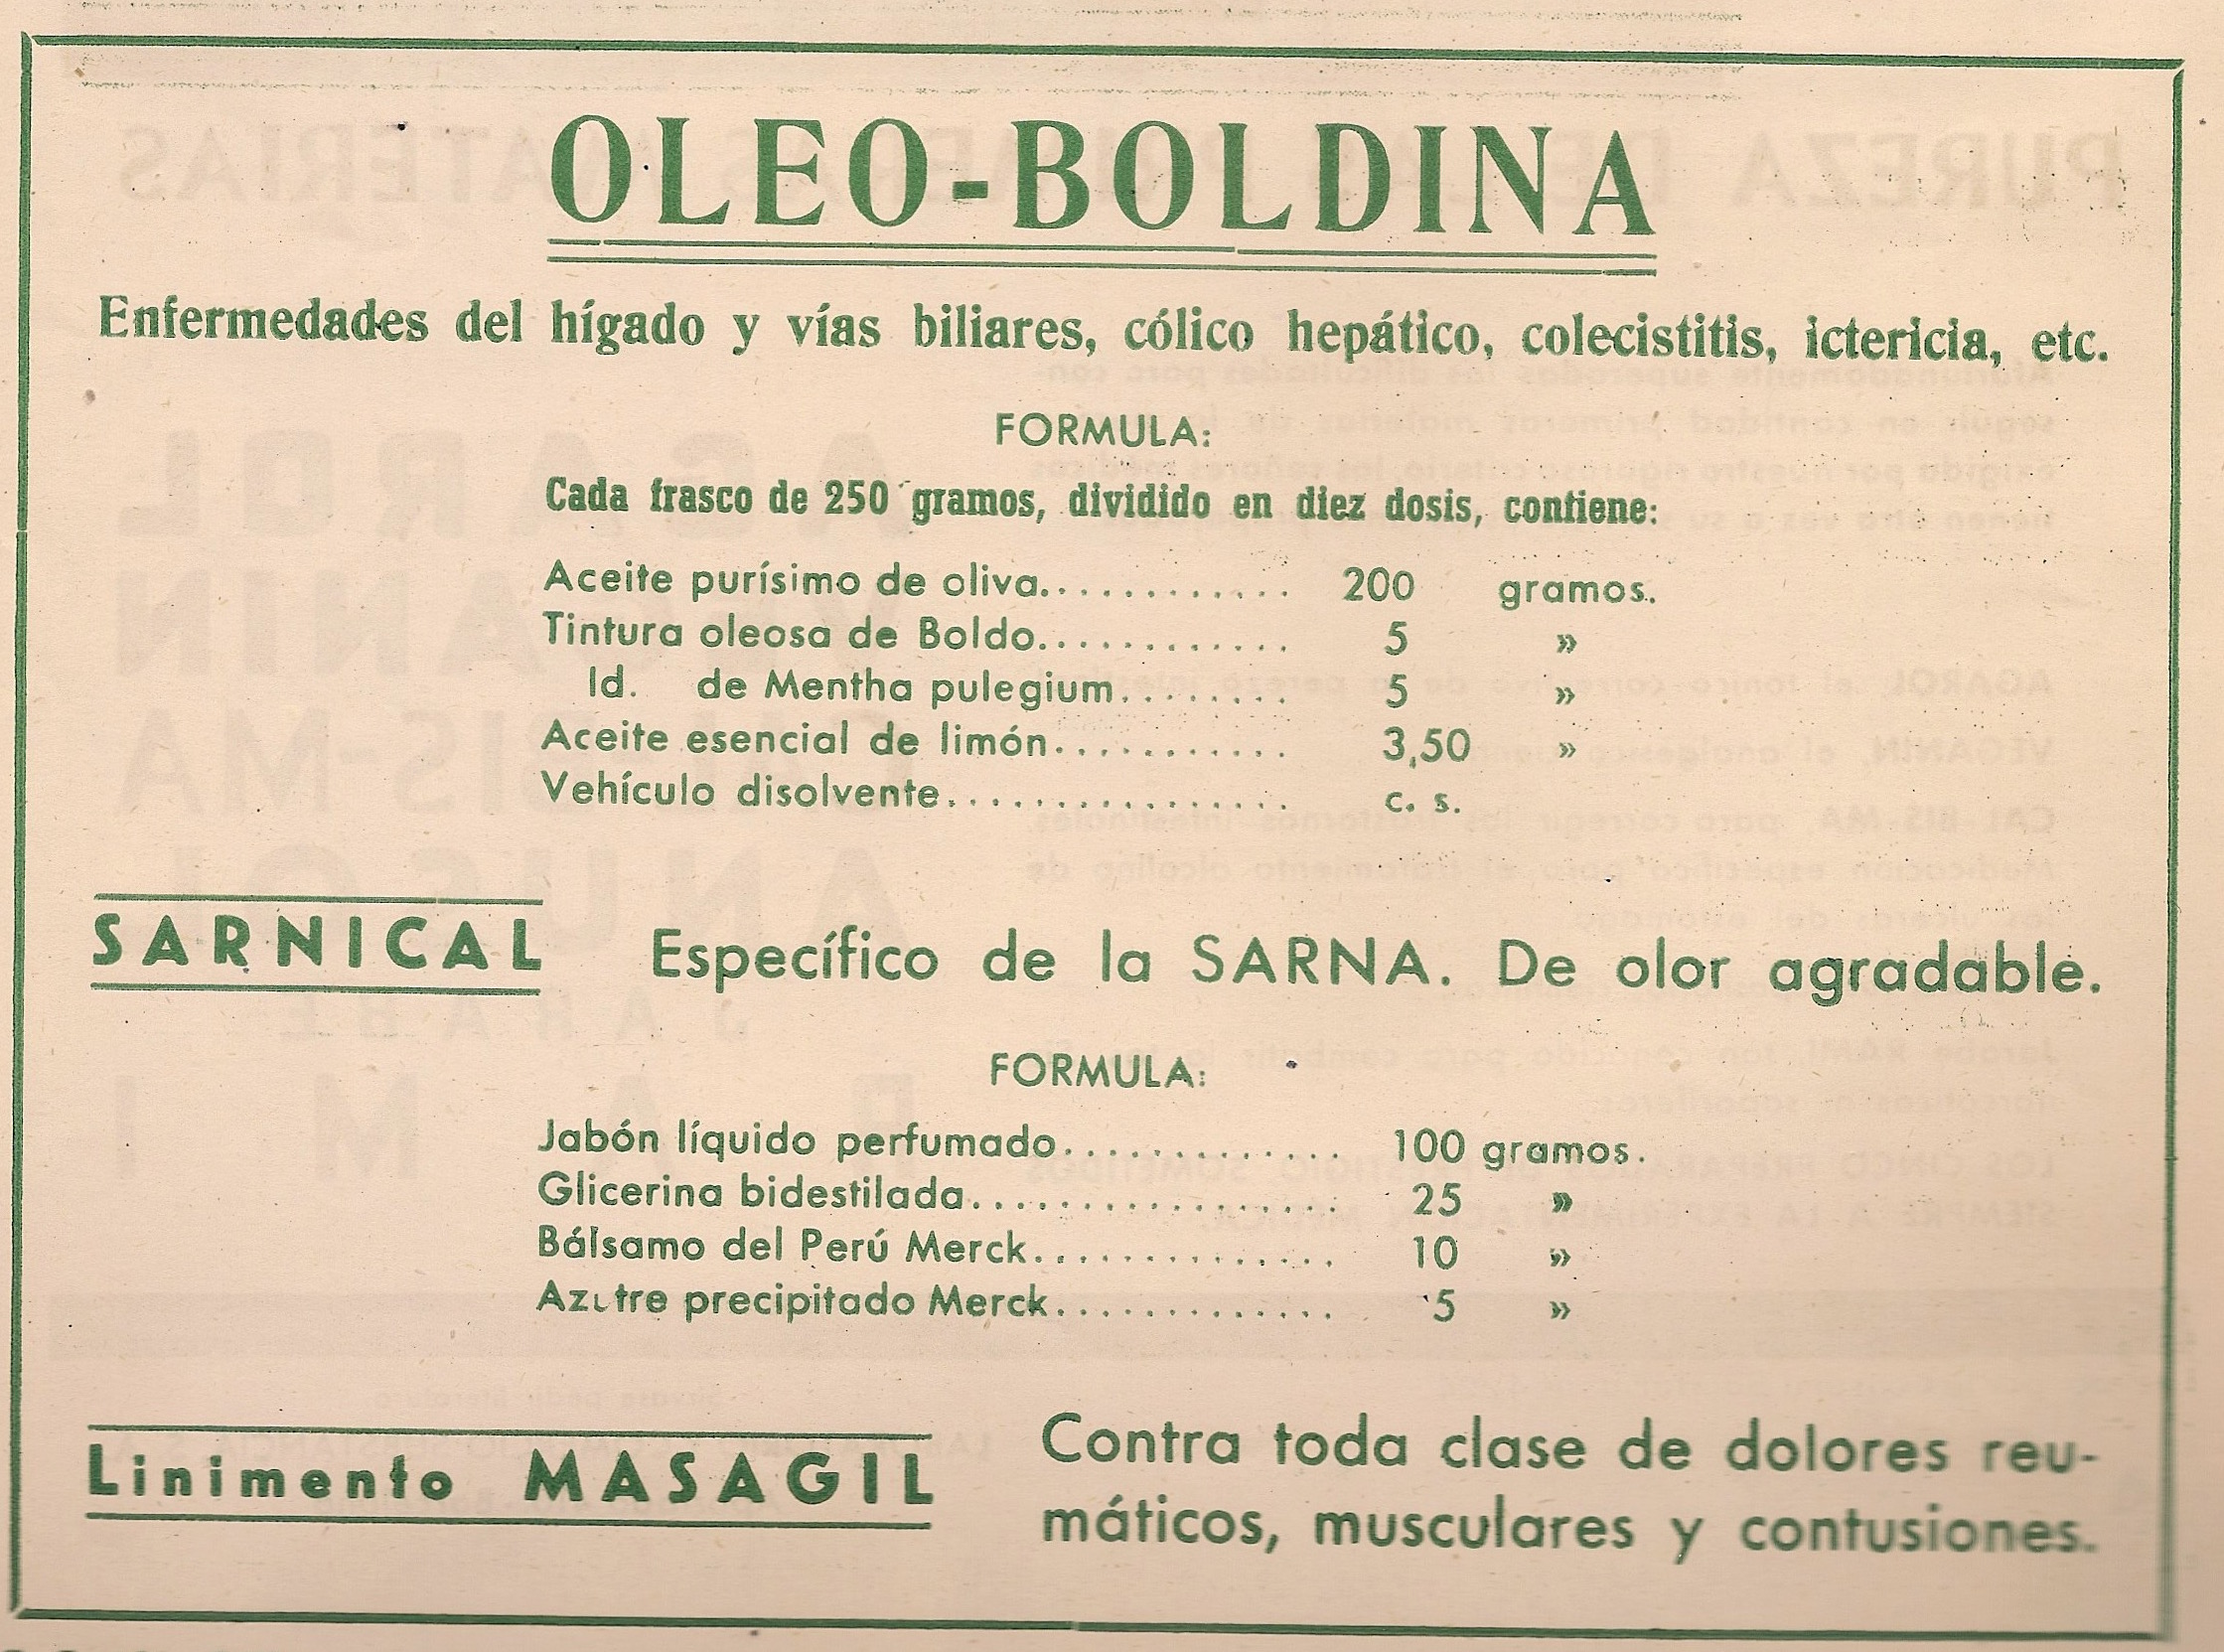 OLEO-BOLDINA
Enfermedades del hígado y vías biliares, cólico hepático, colecistitis, ictericia, etc.
FORMULA:
Cada frasco de 250 gramos, dividido en diez dosis, contiene:
Aceite purísimo de oliva............ 200 gramos.
Tintura oleosa de Boldo............ 5 »
Id. de Mentha pulegium........ 5 »
Aceite esencial de limón........... 3,50 »
Vehículo disolvente................ c. s.
SARNICAL Específico de la SARNA. De olor agradable.
FORMULA:
Jabón líquido perfumado............. 100 gramos.
Glicerina bidestilada................. 25 »
Bálsamo del Perú Merck.............. 10 »
Azutre precipitado Merck............. 5 »
Linimento MASAGIL
Contra toda clase de dolores reu-
máticos, musculares y contusiones.